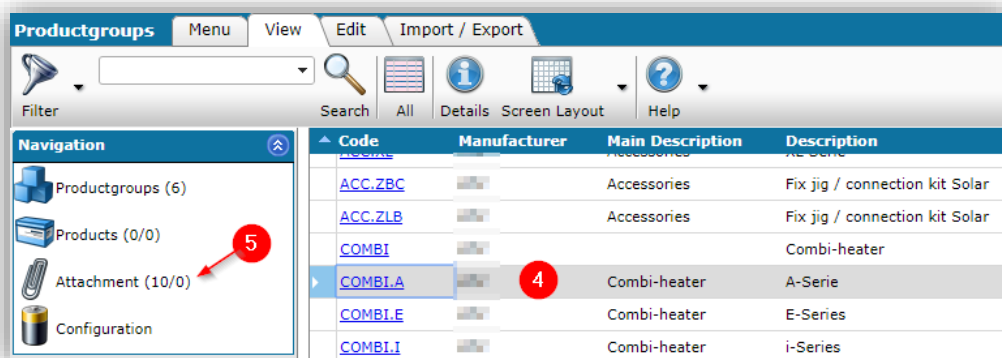 Productgroups Menu View Edit Import / Export
Filter Search All Details Screen Layout Help
Navigation
Productgroups (6)
Products (0/0)
5
Attachment (10/0)
Configuration
Code Manufacturer Main Description Description
ACC.ZBC Accessories Fix jig / connection kit Solar
ACC.ZLB Accessories Fix jig / connection kit Solar
COMBI Combi-heater
COMBI.A 4 Combi-heater A-Serie
COMBI.E Combi-heater E-Series
COMBI.I Combi-heater i-Series